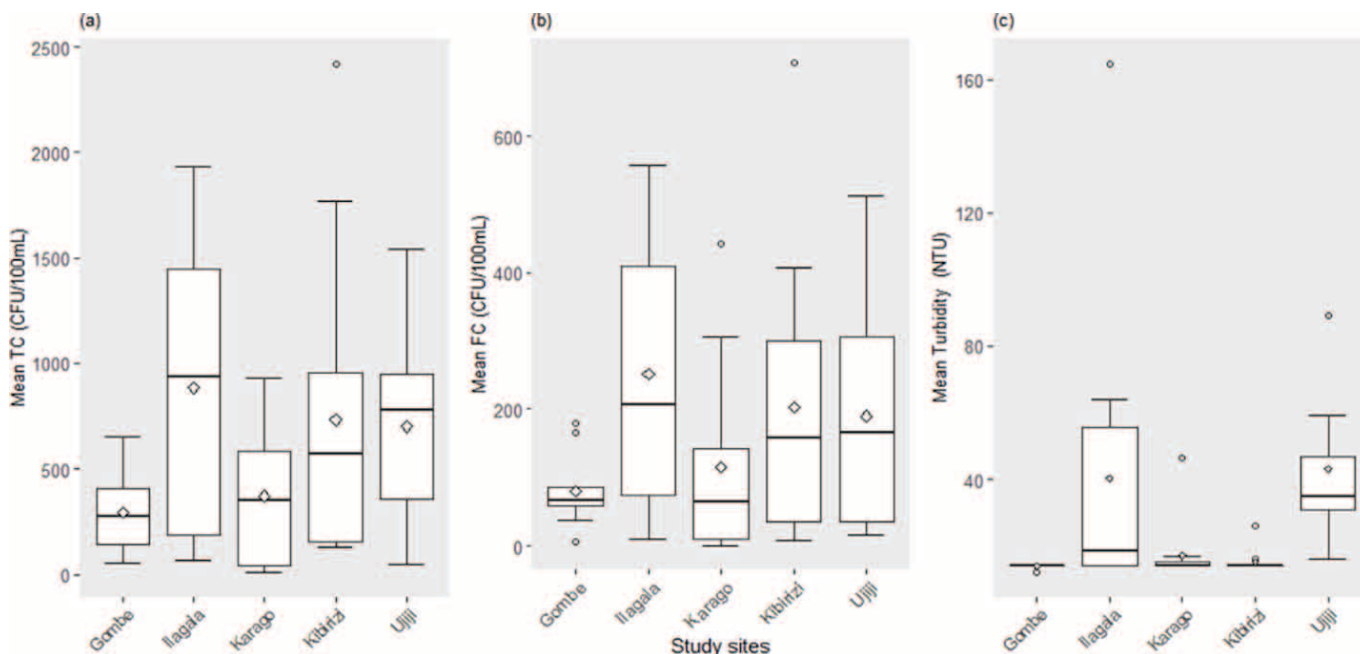 (a)
Mean TC (CFU/100mL)
2500
2000
1500
1000
500
0
Gombe
Ilagala
Karago
Kibirizi
Ujiji
(b)
Mean FC (CFU/100mL)
600
400
200
0
Gombe
Ilagala
Karago
Kibirizi
Ujiji
Study sites
(c)
Mean Turbidity (NTU)
160
120
80
40
Gombe
Ilagala
Karago
Kibirizi
Ujiji